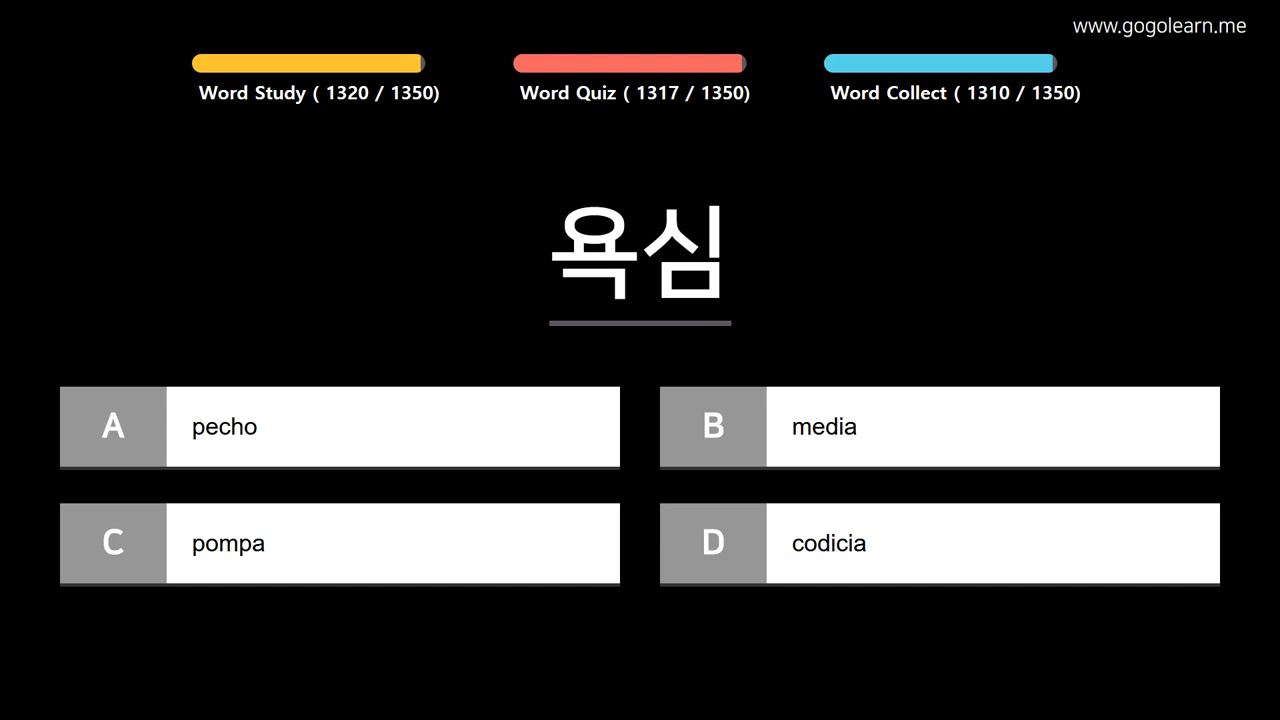 www.gogolearn.me
Word Study ( 1320 / 1350)
Word Quiz ( 1317 / 1350)
Word Collect ( 1310 / 1350)
욕심
A pecho
B media
C pompa
D codicia